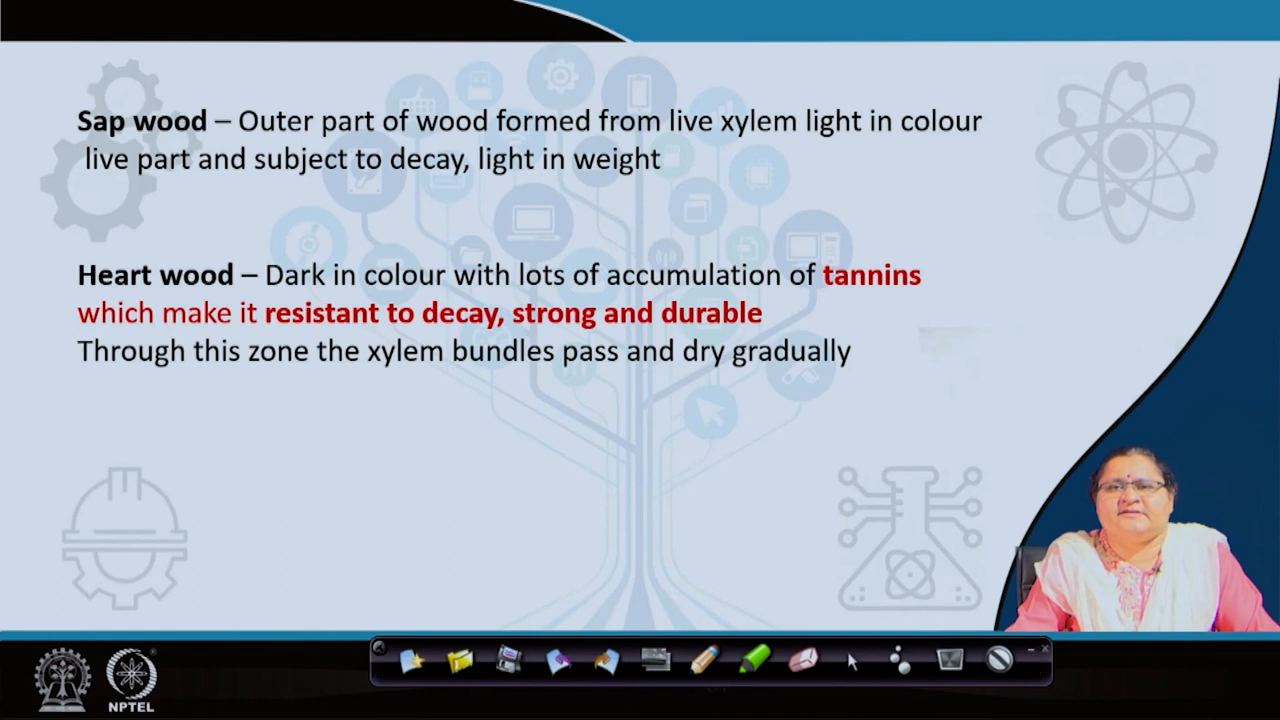 Sap wood – Outer part of wood formed from live xylem light in colour
live part and subject to decay, light in weight
Heart wood – Dark in colour with lots of accumulation of tannins
which make it resistant to decay, strong and durable
Through this zone the xylem bundles pass and dry gradually
NPTEL